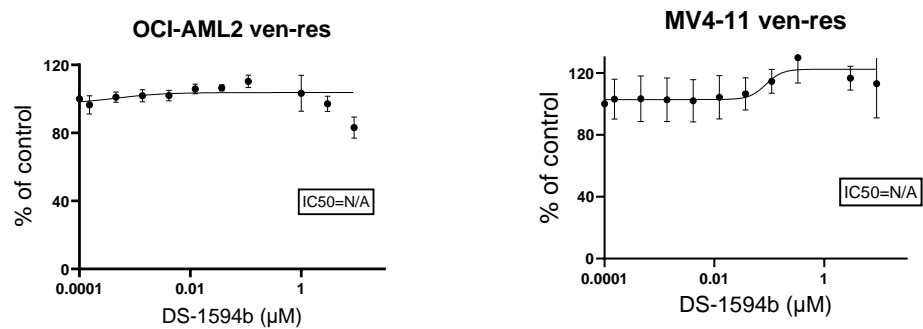 OCI-AML2 ven-res
120
80
40
0
% of control
IC50=N/A
0.0001
0.01
1
DS-1594b (µM)
MV4-11 ven-res
120
80
40
0
% of control
IC50=N/A
0.0001
0.01
1
DS-1594b (µM)